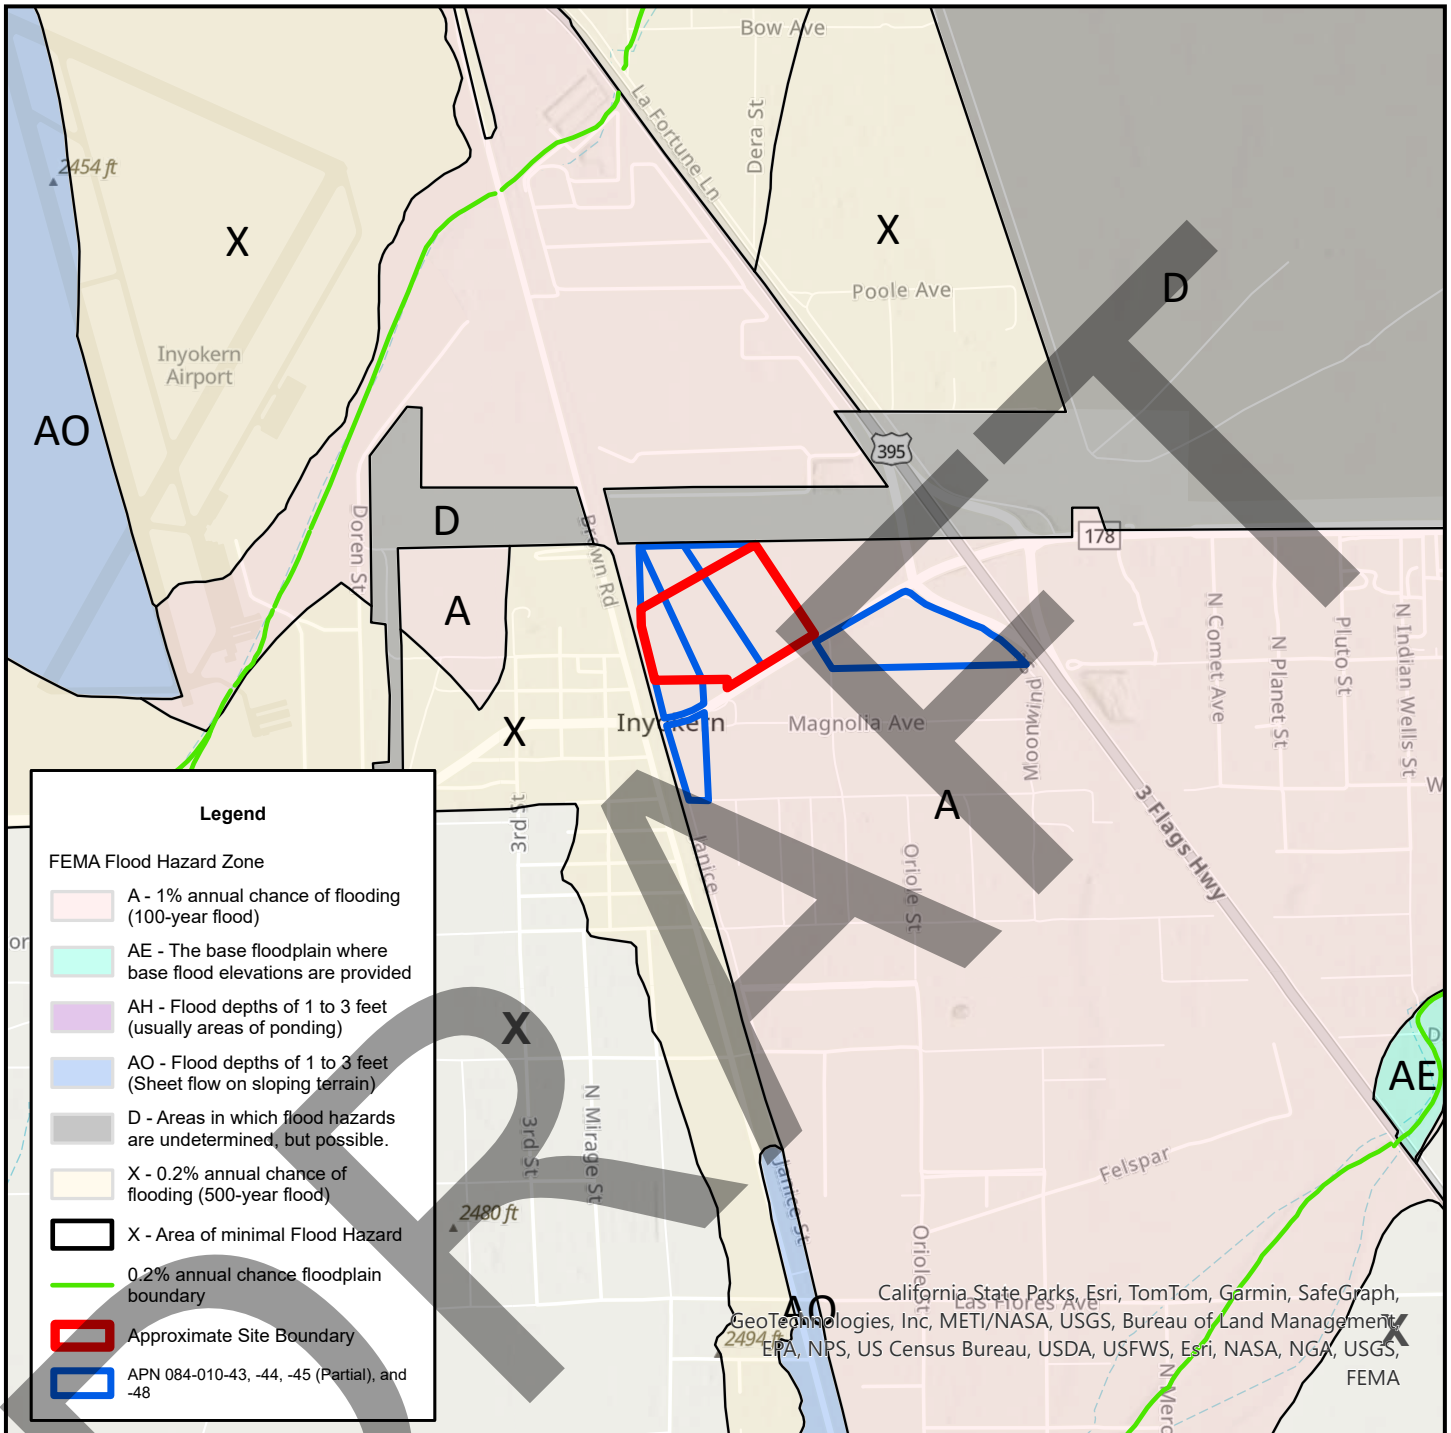 Bow Ave
La Fortune Ln
Dera St
2454 ft
X
X
D
Poole Ave
Inyokern
Airport
AO
395
D
Doren St
Brown Rd
178
A
N Comet Ave
N Planet St
Pluto St
N Indian Wells St
X
Inyokern
Magnolia Ave
Moonwind St
W
A
3rd St
Janice
Oriole St
3 Flags Hwy
or
X
D
AE
3rd St
N Mirage St
Janice St
Felspar
2480 ft
Oriole St
AO
Las Flores Ave
2494 ft
X
N Merc
DRAFT
Legend
FEMA Flood Hazard Zone
A - 1% annual chance of flooding
(100-year flood)
AE - The base floodplain where
base flood elevations are provided
AH - Flood depths of 1 to 3 feet
(usually areas of ponding)
AO - Flood depths of 1 to 3 feet
(Sheet flow on sloping terrain)
D - Areas in which flood hazards
are undetermined, but possible.
X - 0.2% annual chance of
flooding (500-year flood)
X - Area of minimal Flood Hazard
0.2% annual chance floodplain
boundary
Approximate Site Boundary
APN 084-010-43, -44, -45 (Partial), and
-48
California State Parks, Esri, TomTom, Garmin, SafeGraph,
GeoTechnologies, Inc, METI/NASA, USGS, Bureau of Land Management,
EPA, NPS, US Census Bureau, USDA, USFWS, Esri, NASA, NGA, USGS,
FEMA